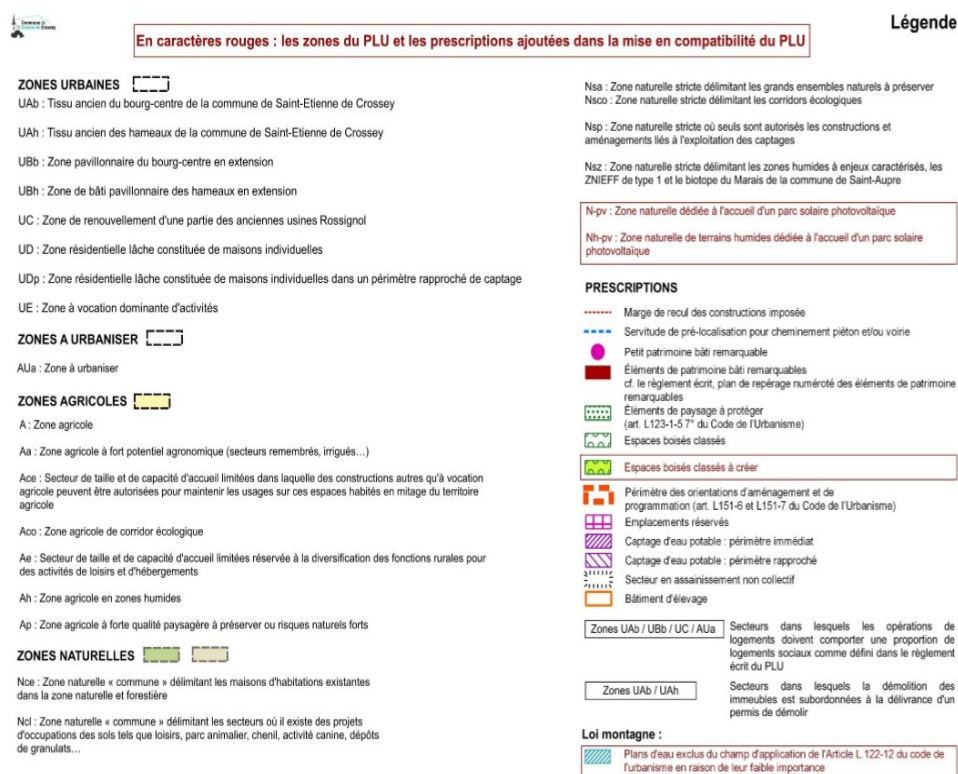 Commune de
St Etienne de Crossey
Légende
En caractères rouges : les zones du PLU et les prescriptions ajoutées dans la mise en compatibilité du PLU
ZONES URBAINES
UAb : Tissu ancien du bourg-centre de la commune de Saint-Etienne de Crossey
UAh : Tissu ancien des hameaux de la commune de Saint-Etienne de Crossey
UBb : Zone pavillonnaire du bourg-centre en extension
UBh : Zone de bâti pavillonnaire des hameaux en extension
UC : Zone de renouvellement d'une partie des anciennes usines Rossignol
UD : Zone résidentielle lâche constituée de maisons individuelles
UDp : Zone résidentielle lâche constituée de maisons individuelles dans un périmètre rapproché de captage
UE : Zone à vocation dominante d'activités
ZONES A URBANISER
AUa : Zone à urbaniser
ZONES AGRICOLES
A : Zone agricole
Aa : Zone agricole à fort potentiel agronomique (secteurs remembrés, irrigués…)
Ace : Secteur de taille et de capacité d'accueil limitées dans laquelle des constructions autres qu'à vocation
agricole peuvent être autorisées pour maintenir les usages sur ces espaces habités en mitage du territoire
agricole
Aco : Zone agricole de corridor écologique
Ae : Secteur de taille et de capacité d'accueil limitées réservée à la diversification des fonctions rurales pour
des activités de loisirs et d'hébergements
Ah : Zone agricole en zones humides
Ap : Zone agricole à forte qualité paysagère à préserver ou risques naturels forts
ZONES NATURELLES
Nce : Zone naturelle « commune » délimitant les maisons d'habitations existantes
dans la zone naturelle et forestière
Ncl : Zone naturelle « commune » délimitant les secteurs où il existe des projets
d'occupations des sols tels que loisirs, parc animalier, chenil, activité canine, dépôts
de granulats…
Nsa : Zone naturelle stricte délimitant les grands ensembles naturels à préserver
Nsco : Zone naturelle stricte délimitant les corridors écologiques
Nsp : Zone naturelle stricte où seuls sont autorisés les constructions et
aménagements liés à l'exploitation des captages
Nsz : Zone naturelle stricte délimitant les zones humides à enjeux caractérisés, les
ZNIEFF de type 1 et le biotope du Marais de la commune de Saint-Aupre
N-pv : Zone naturelle dédiée à l'accueil d'un parc solaire photovoltaïque
Nh-pv : Zone naturelle de terrains humides dédiée à l'accueil d'un parc solaire
photovoltaïque
PRESCRIPTIONS
Marge de recul des constructions imposée
Servitude de pré-localisation pour cheminement piéton et/ou voirie
Petit patrimoine bâti remarquable
Éléments de patrimoine bâti remarquables
cf. le règlement écrit, plan de repérage numéroté des éléments de patrimoine
remarquables
Éléments de paysage à protéger
(art. L123-1-5 7° du Code de l'Urbanisme)
Espaces boisés classés
Espaces boisés classés à créer
Périmètre des orientations d'aménagement et de
programmation (art. L151-6 et L151-7 du Code de l'Urbanisme)
Emplacements réservés
Captage d'eau potable : périmètre immédiat
Captage d'eau potable : périmètre rapproché
Secteur en assainissement non collectif
Bâtiment d'élevage
Zones UAb / UBb / UC / AUa
Secteurs dans lesquels les opérations de
logements doivent comporter une proportion de
logements sociaux comme défini dans le règlement
écrit du PLU
Zones UAb / UAh
Secteurs dans lesquels la démolition des
immeubles est subordonnées à la délivrance d'un
permis de démolir
Loi montagne :
Plans d'eau exclus du champ d'application de l'Article L.122-12 du code de
l'urbanisme en raison de leur faible importance